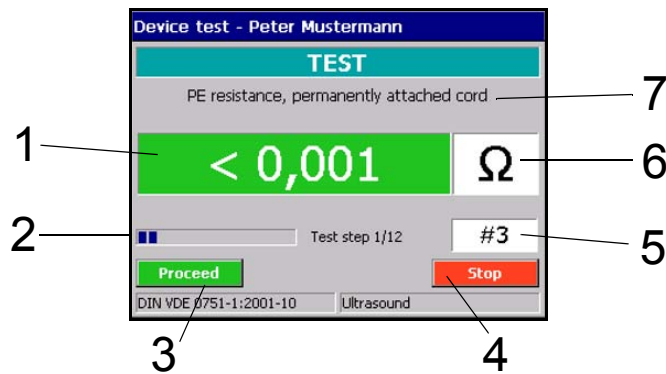 Device test - Peter Mustermann
TEST
PE resistance, permanently attached cord
7
1
< 0,001
Ω
6
2
Test step 1/12
#3
5
Proceed
Stop
DIN VDE 0751-1:2001-10
Ultrasound
3
4